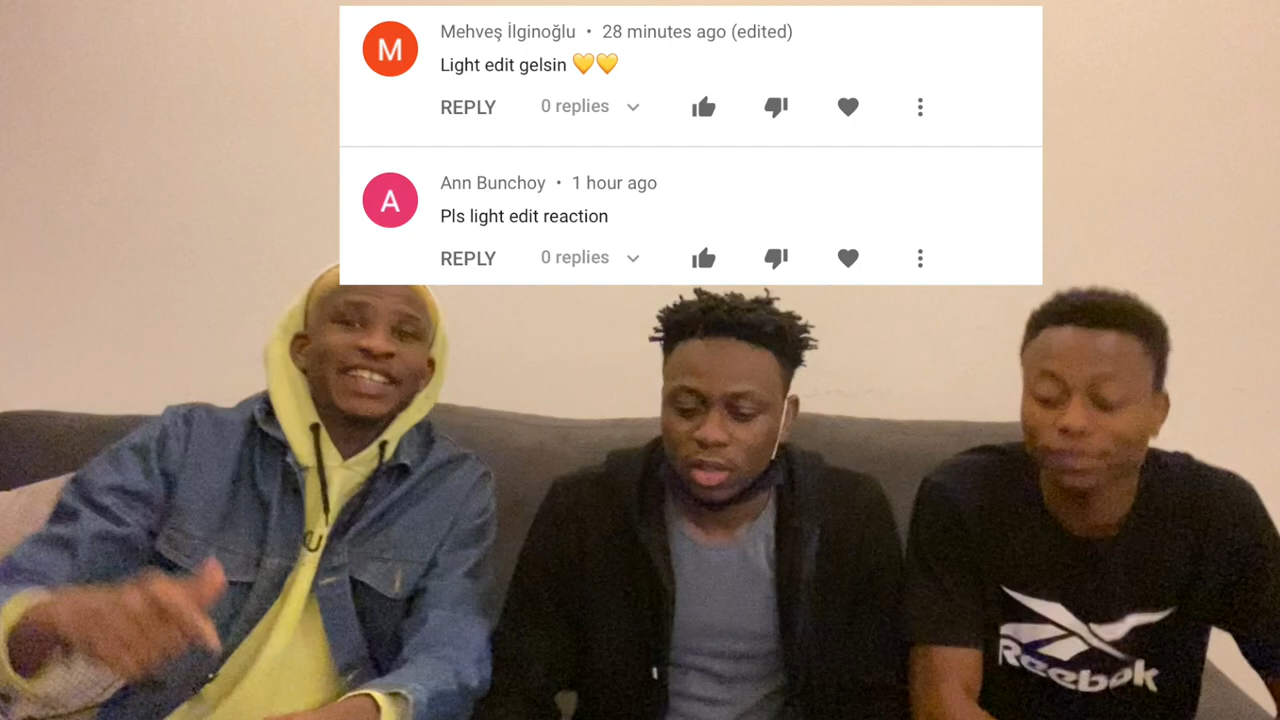 M
Mehveş İlginoğlu • 28 minutes ago (edited)
Light edit gelsin 💛💛
REPLY 0 replies
A
Ann Bunchoy • 1 hour ago
Pls light edit reaction
REPLY 0 replies
Reebok